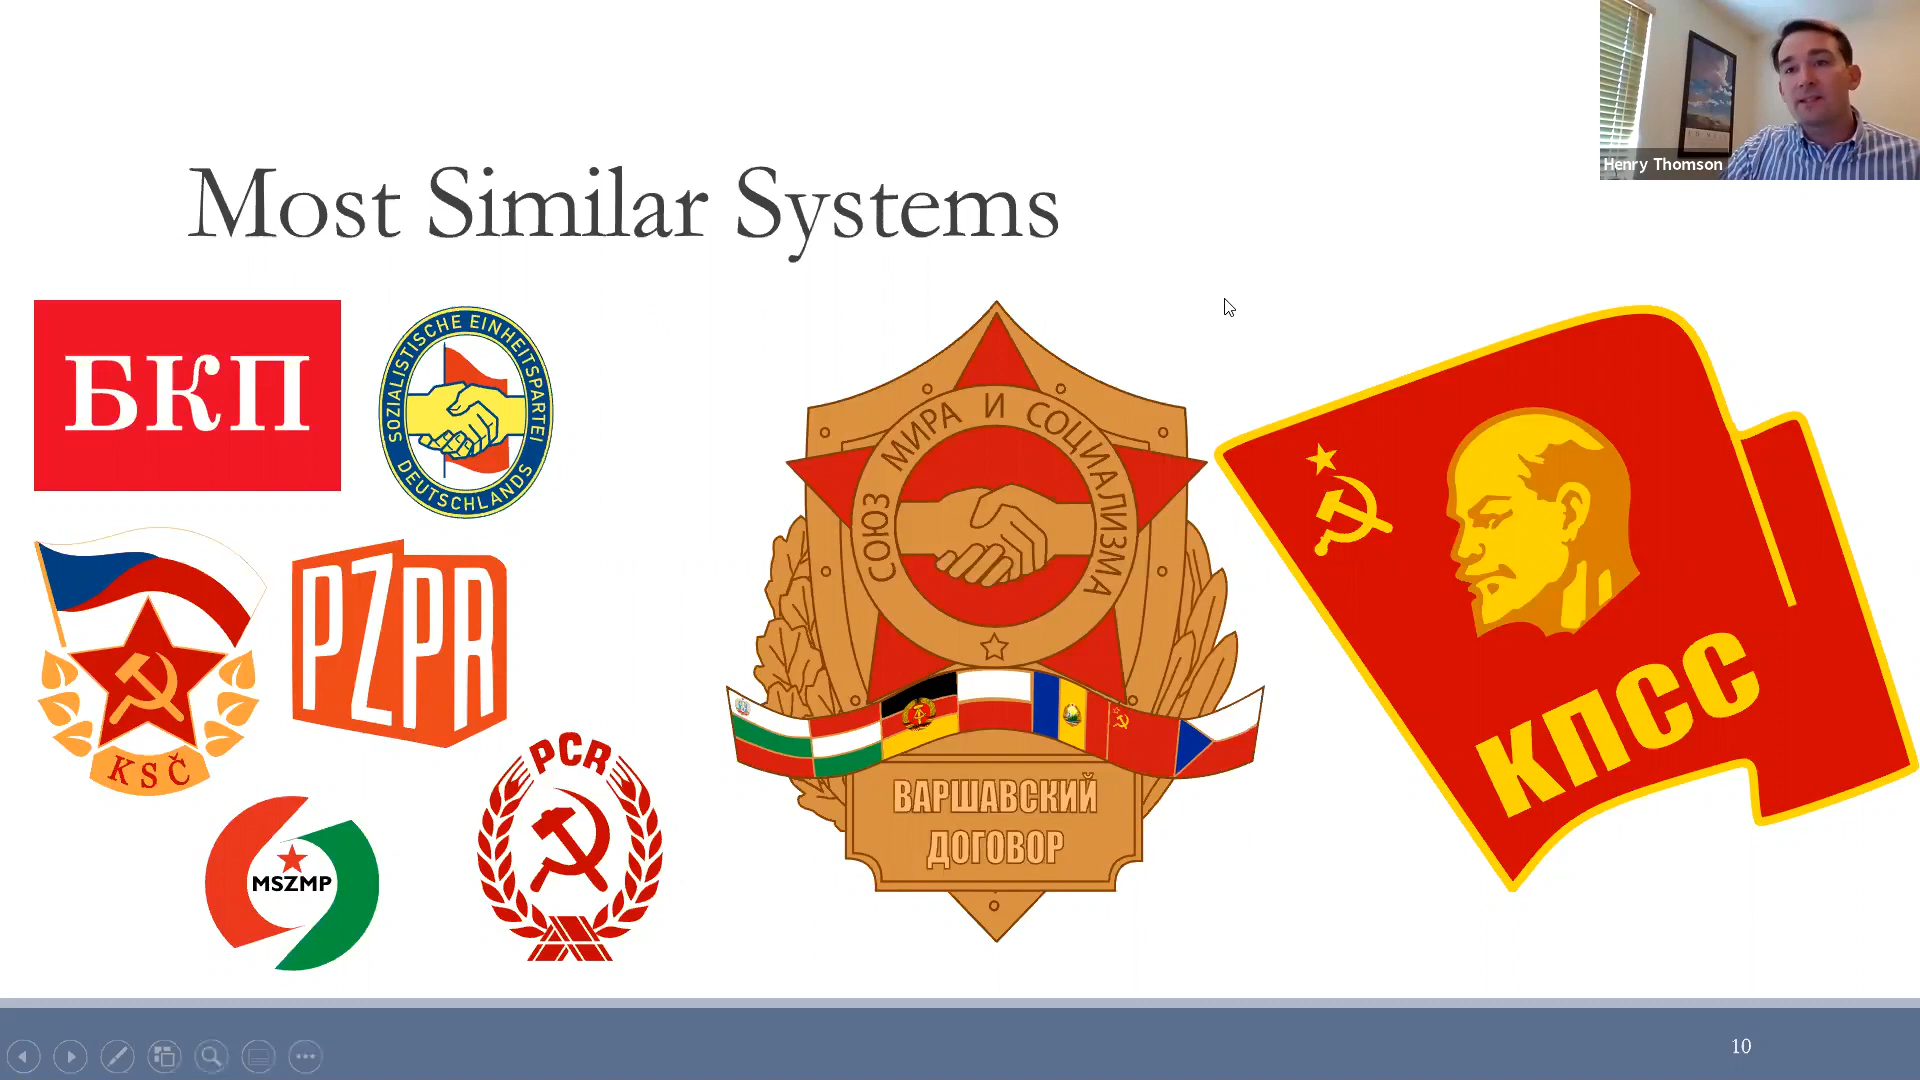 Henry Thomson
Most Similar Systems
БКП
SOZIALISTISCHE EINHEITSPARTEI
DEUTSCHLANDS
СОЮЗ МИРА И СОЦИАЛИЗМА
ВАРШАВСКИЙ
ДОГОВОР
КПСС
KSČ
PZPR
PCR
MSZMP
10